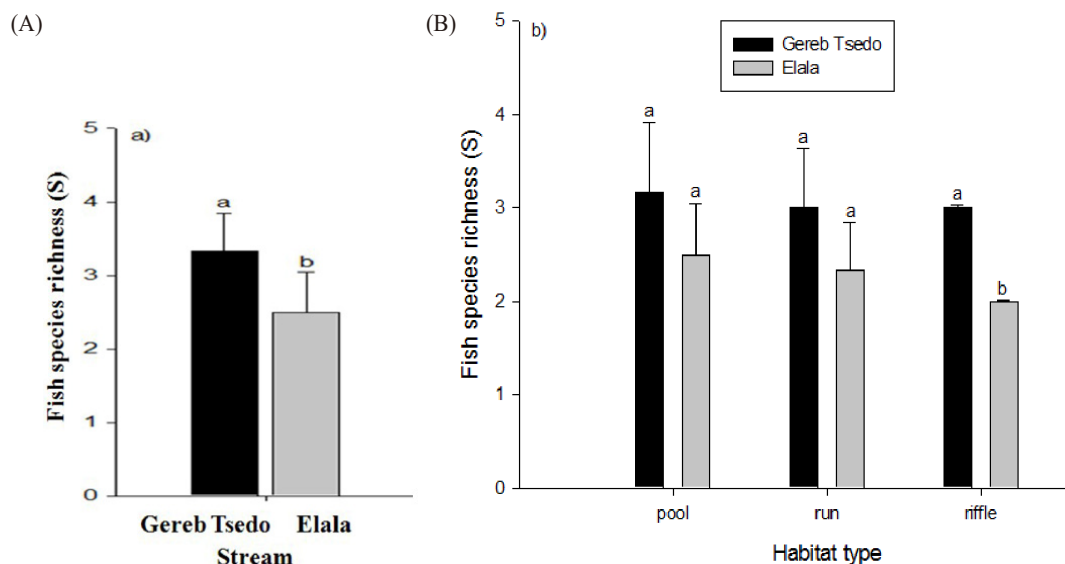 (A)
a)
Fish species richness (S)
5
4
3
2
1
0
a
b
Gereb Tsedo Elala
Stream
(B)
b)
Gereb Tsedo
Elala
Fish species richness (S)
5
4
3
2
1
0
a
a
a
a
a
b
pool run riffle
Habitat type